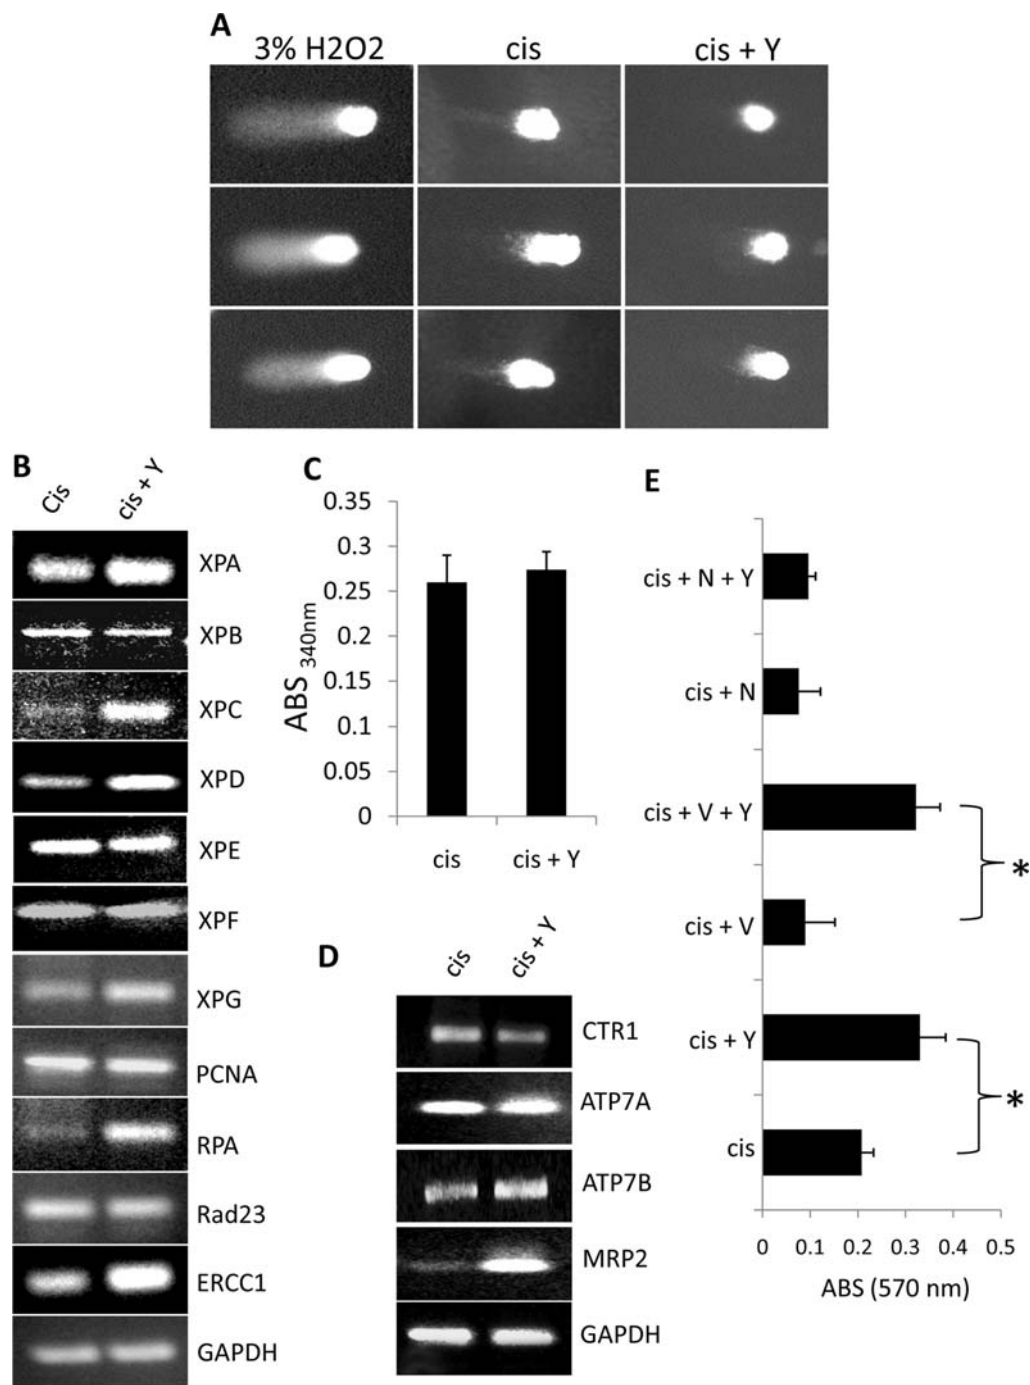 A
3% H2O2 cis cis + Y
B
Cis cis + Y
XPA
XPB
XPC
XPD
XPE
XPF
XPG
PCNA
RPA
Rad23
ERCC1
GAPDH
C
ABS 340nm
0.35
0.3
0.25
0.2
0.15
0.1
0.05
0
cis cis + Y
D
cis cis + Y
CTR1
ATP7A
ATP7B
MRP2
GAPDH
E
cis + N + Y
cis + N
cis + V + Y
*
cis + V
cis + Y
*
cis
0 0.1 0.2 0.3 0.4 0.5
ABS (570 nm)